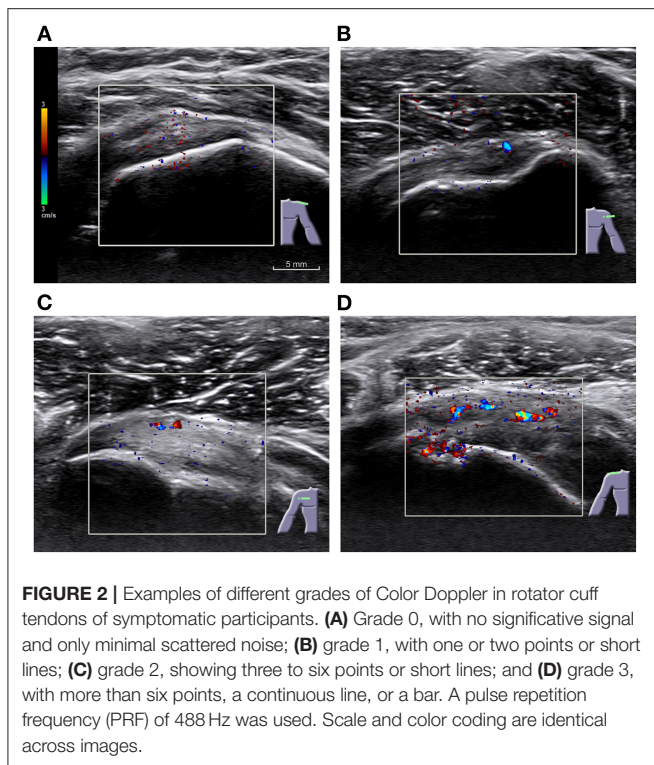 A
B
3
3
cm/s
5 mm
C
D
FIGURE 2 | Examples of different grades of Color Doppler in rotator cuff
tendons of symptomatic participants. (A) Grade 0, with no significative signal
and only minimal scattered noise; (B) grade 1, with one or two points or short
lines; (C) grade 2, showing three to six points or short lines; and (D) grade 3,
with more than six points, a continuous line, or a bar. A pulse repetition
frequency (PRF) of 488 Hz was used. Scale and color coding are identical
across images.